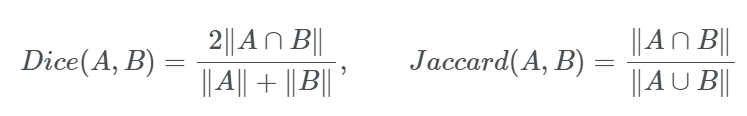 Dice(A, B) = 2‖A ∩ B‖ / ‖A‖ + ‖B‖, Jaccard(A, B) = ‖A ∩ B‖ / ‖A ∪ B‖